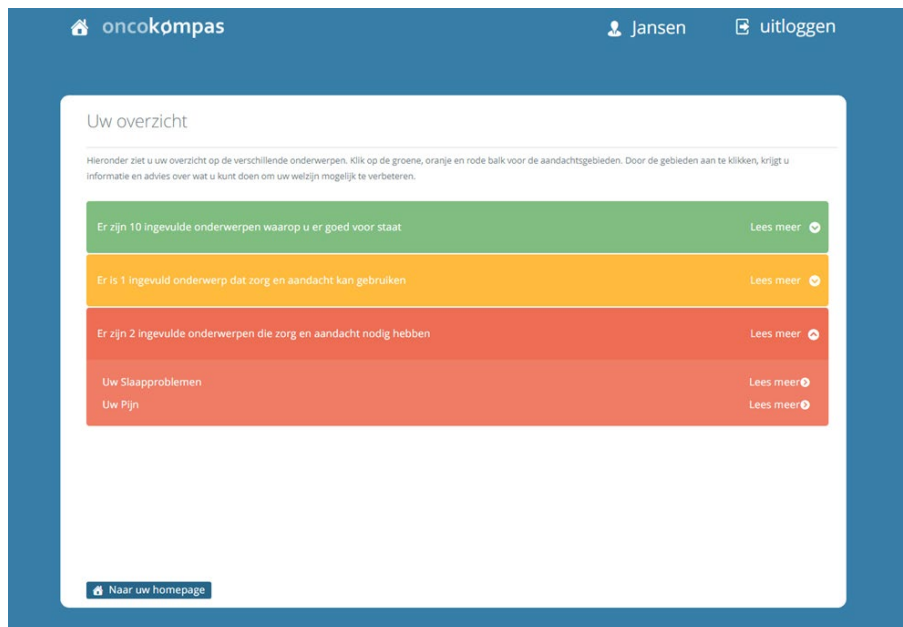 oncokømpas
Jansen
uitloggen
Uw overzicht
Hieronder ziet u uw overzicht op de verschillende onderwerpen. Klik op de groene, oranje en rode balk voor de aandachtsgebieden. Door de gebieden aan te klikken, krijgt u
informatie en advies over wat u kunt doen om uw welzijn mogelijk te verbeteren.
Er zijn 10 ingevulde onderwerpen waarop u er goed voor staat
Lees meer
Er is 1 ingevuld onderwerp dat zorg en aandacht kan gebruiken
Lees meer
Er zijn 2 ingevulde onderwerpen die zorg en aandacht nodig hebben
Lees meer
Uw Slaapproblemen
Lees meer
Uw Pijn
Lees meer
Naar uw homepage